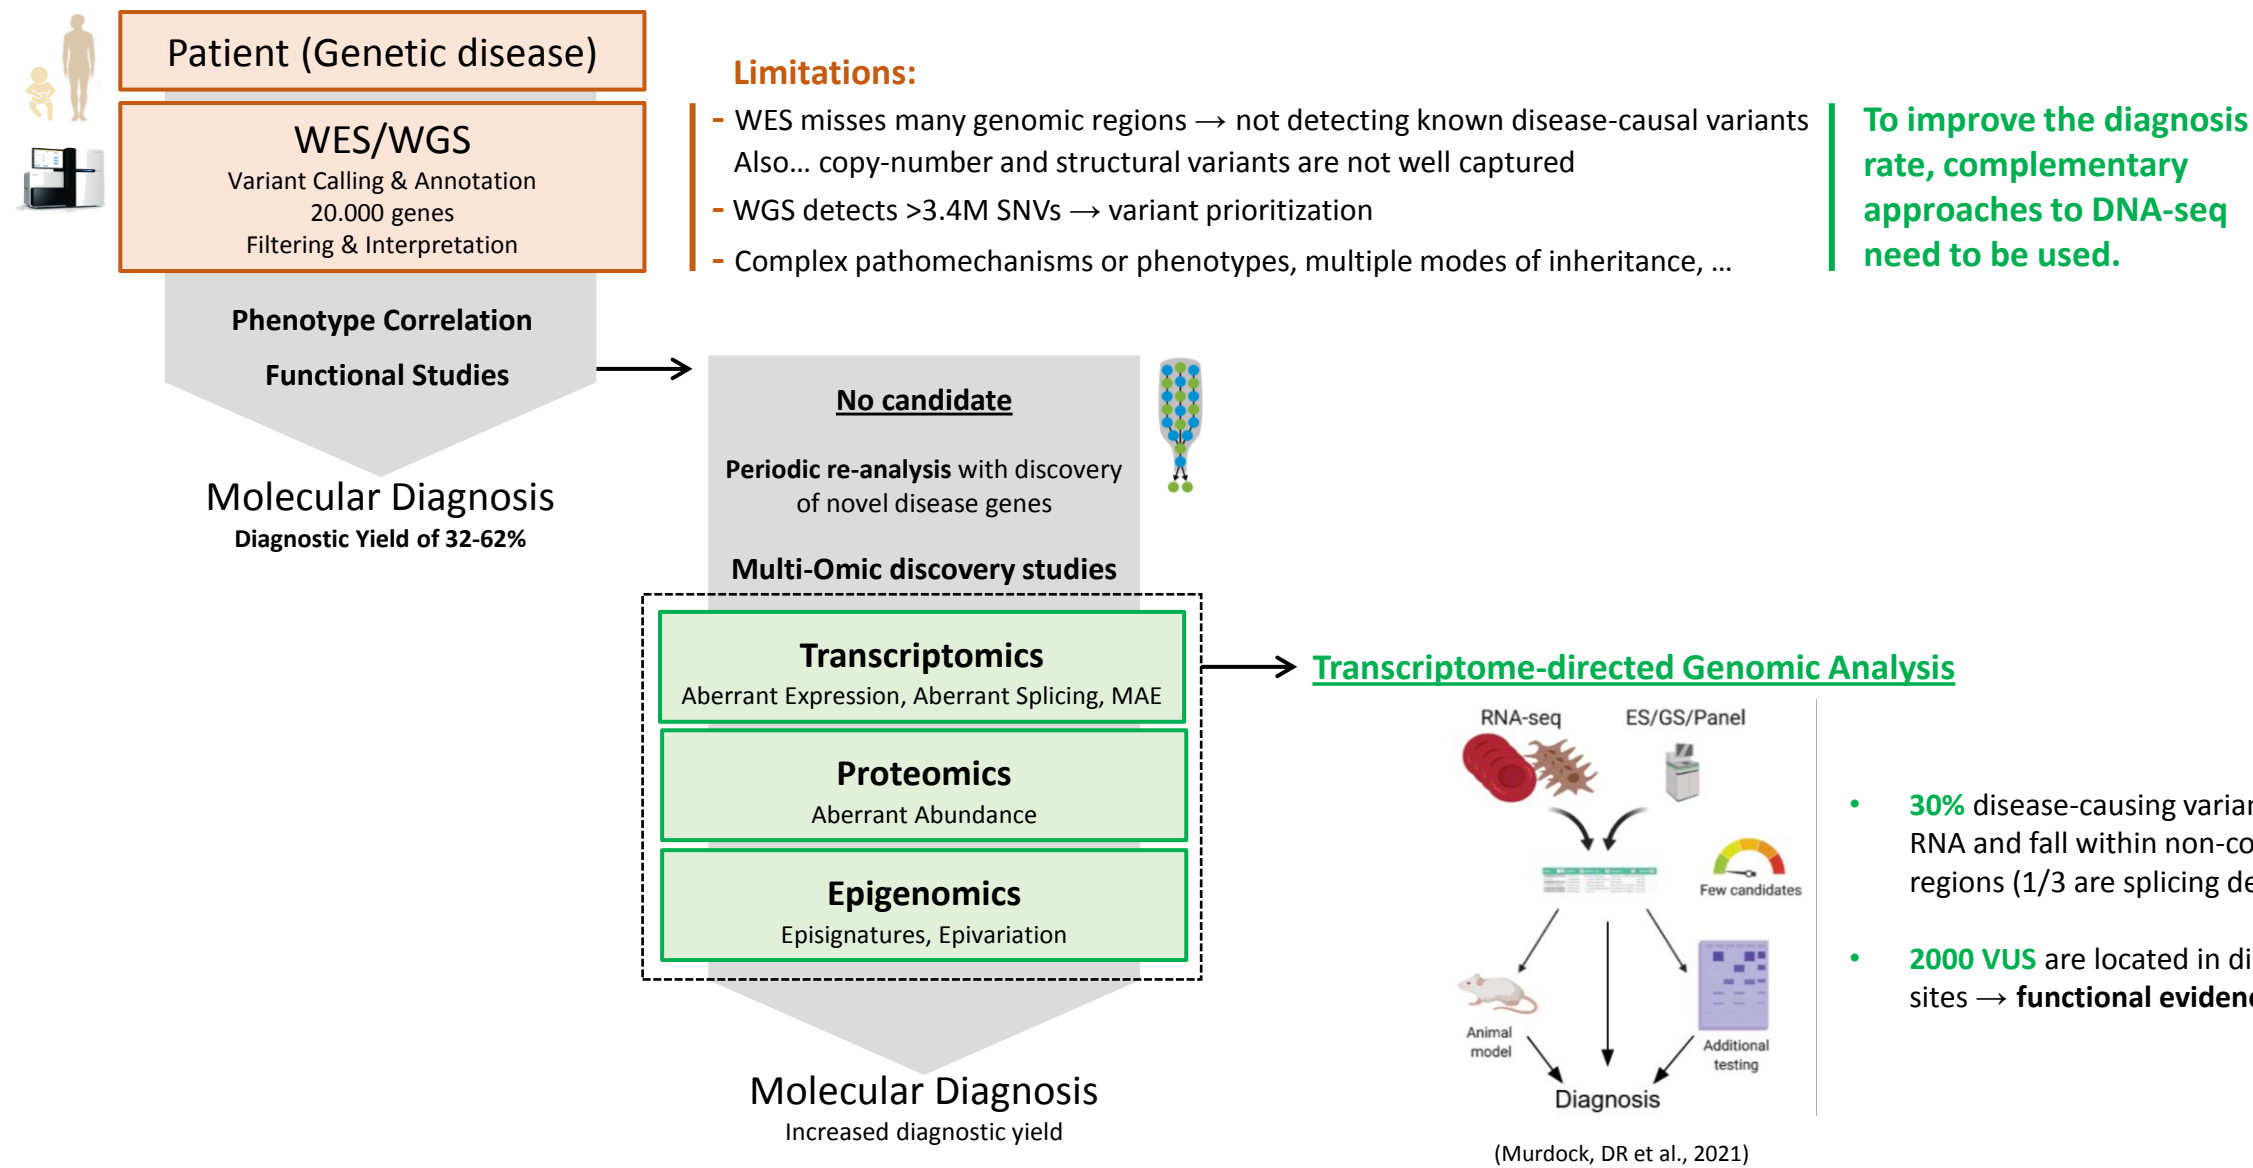 Patient (Genetic disease)
WES/WGS
Variant Calling & Annotation
20.000 genes
Filtering & Interpretation
Phenotype Correlation
Functional Studies
Molecular Diagnosis
Diagnostic Yield of 32-62%
Limitations:
- WES misses many genomic regions → not detecting known disease-causal variants
Also… copy-number and structural variants are not well captured
- WGS detects >3.4M SNVs → variant prioritization
- Complex pathomechanisms or phenotypes, multiple modes of inheritance, …
To improve the diagnosis
rate, complementary
approaches to DNA-seq
need to be used.
No candidate
Periodic re-analysis with discovery
of novel disease genes
Multi-Omic discovery studies
Transcriptomics
Aberrant Expression, Aberrant Splicing, MAE
Proteomics
Aberrant Abundance
Epigenomics
Episignatures, Epivariation
Molecular Diagnosis
Increased diagnostic yield
Transcriptome-directed Genomic Analysis
RNA-seq
ES/GS/Panel
Few candidates
Animal
model
Additional
testing
Diagnosis
(Murdock, DR et al., 2021)
• 30% disease-causing
RNA and fall within
regions (1/3 are splicing
• 2000 VUS are located in
sites → functional